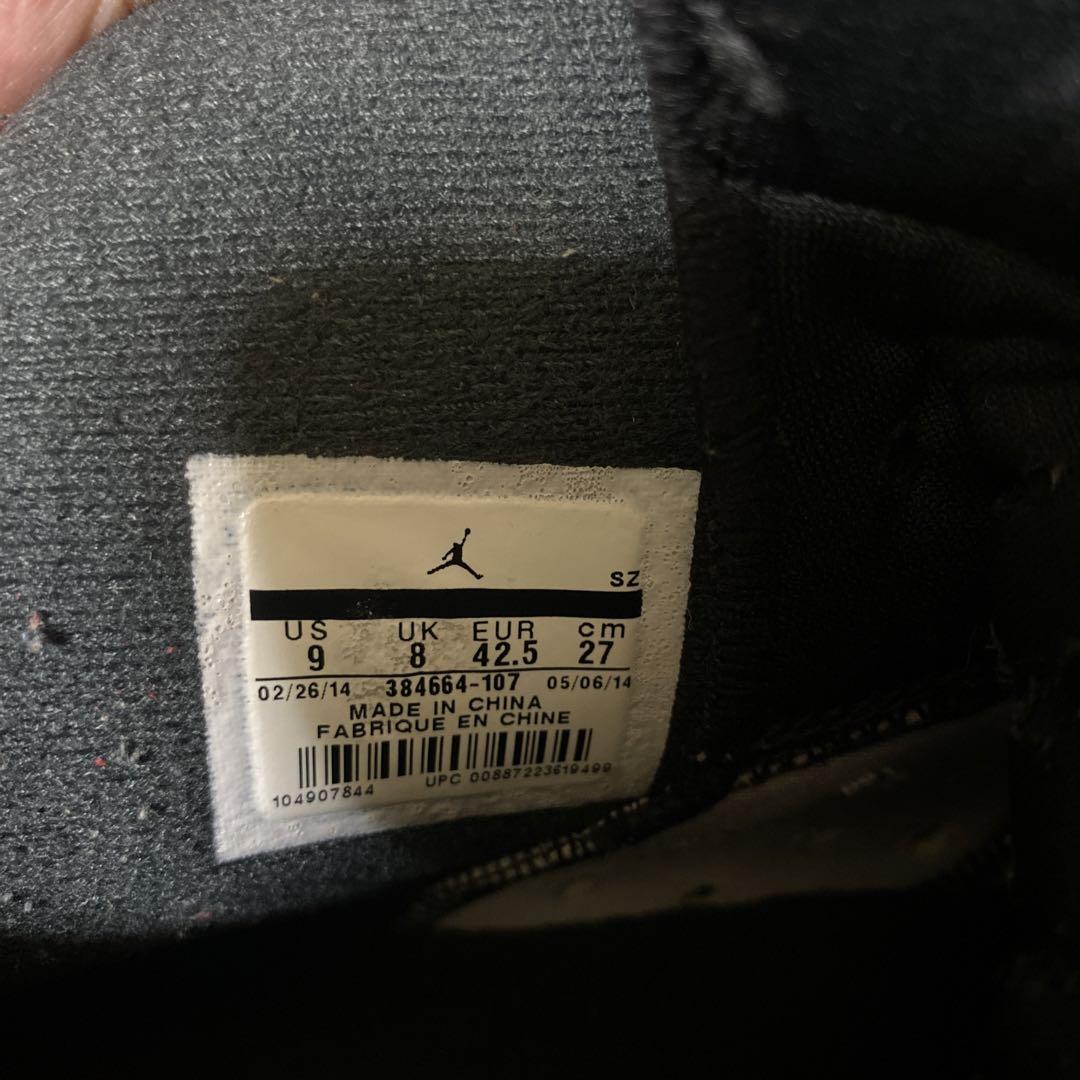 SZ
US UK EUR cm
9 8 42.5 27
02/26/14 384664-107 05/06/14
MADE IN CHINA
FABRIQUE EN CHINE
104907844 UPC 00887223619499